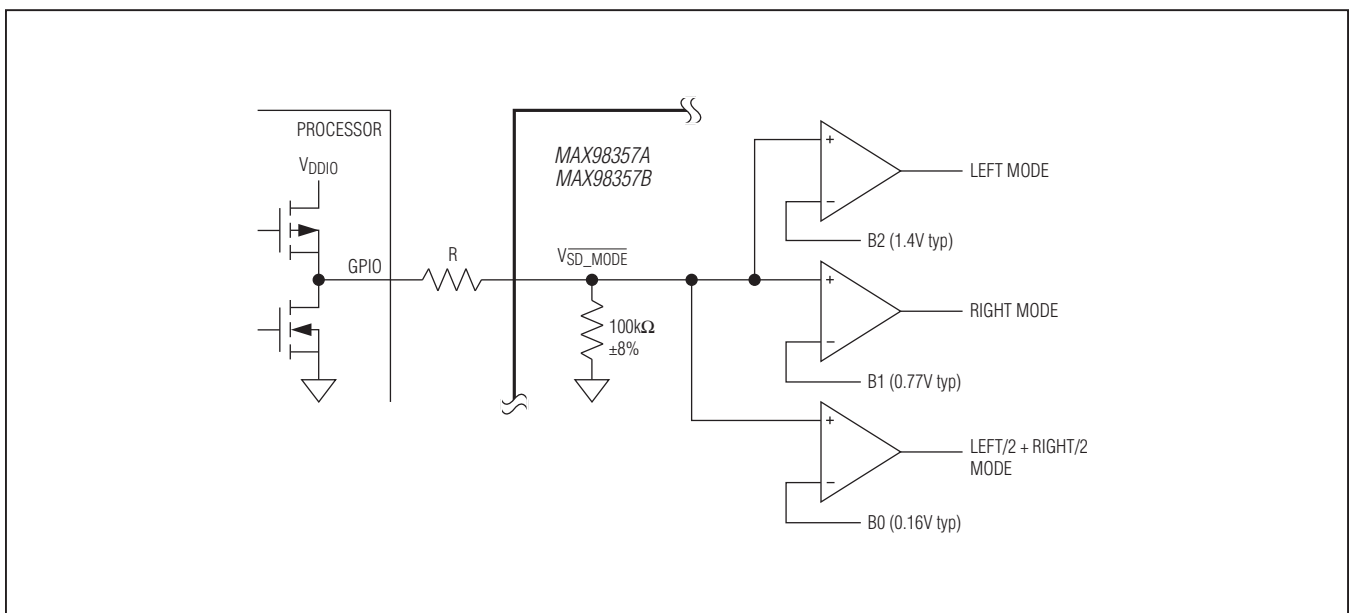 PROCESSOR
VDDIO
GPIO
R
MAX98357A
MAX98357B
VSD_MODE
100kΩ
±8%
+
−
LEFT MODE
B2 (1.4V typ)
+
−
RIGHT MODE
B1 (0.77V typ)
+
−
LEFT/2 + RIGHT/2
MODE
B0 (0.16V typ)